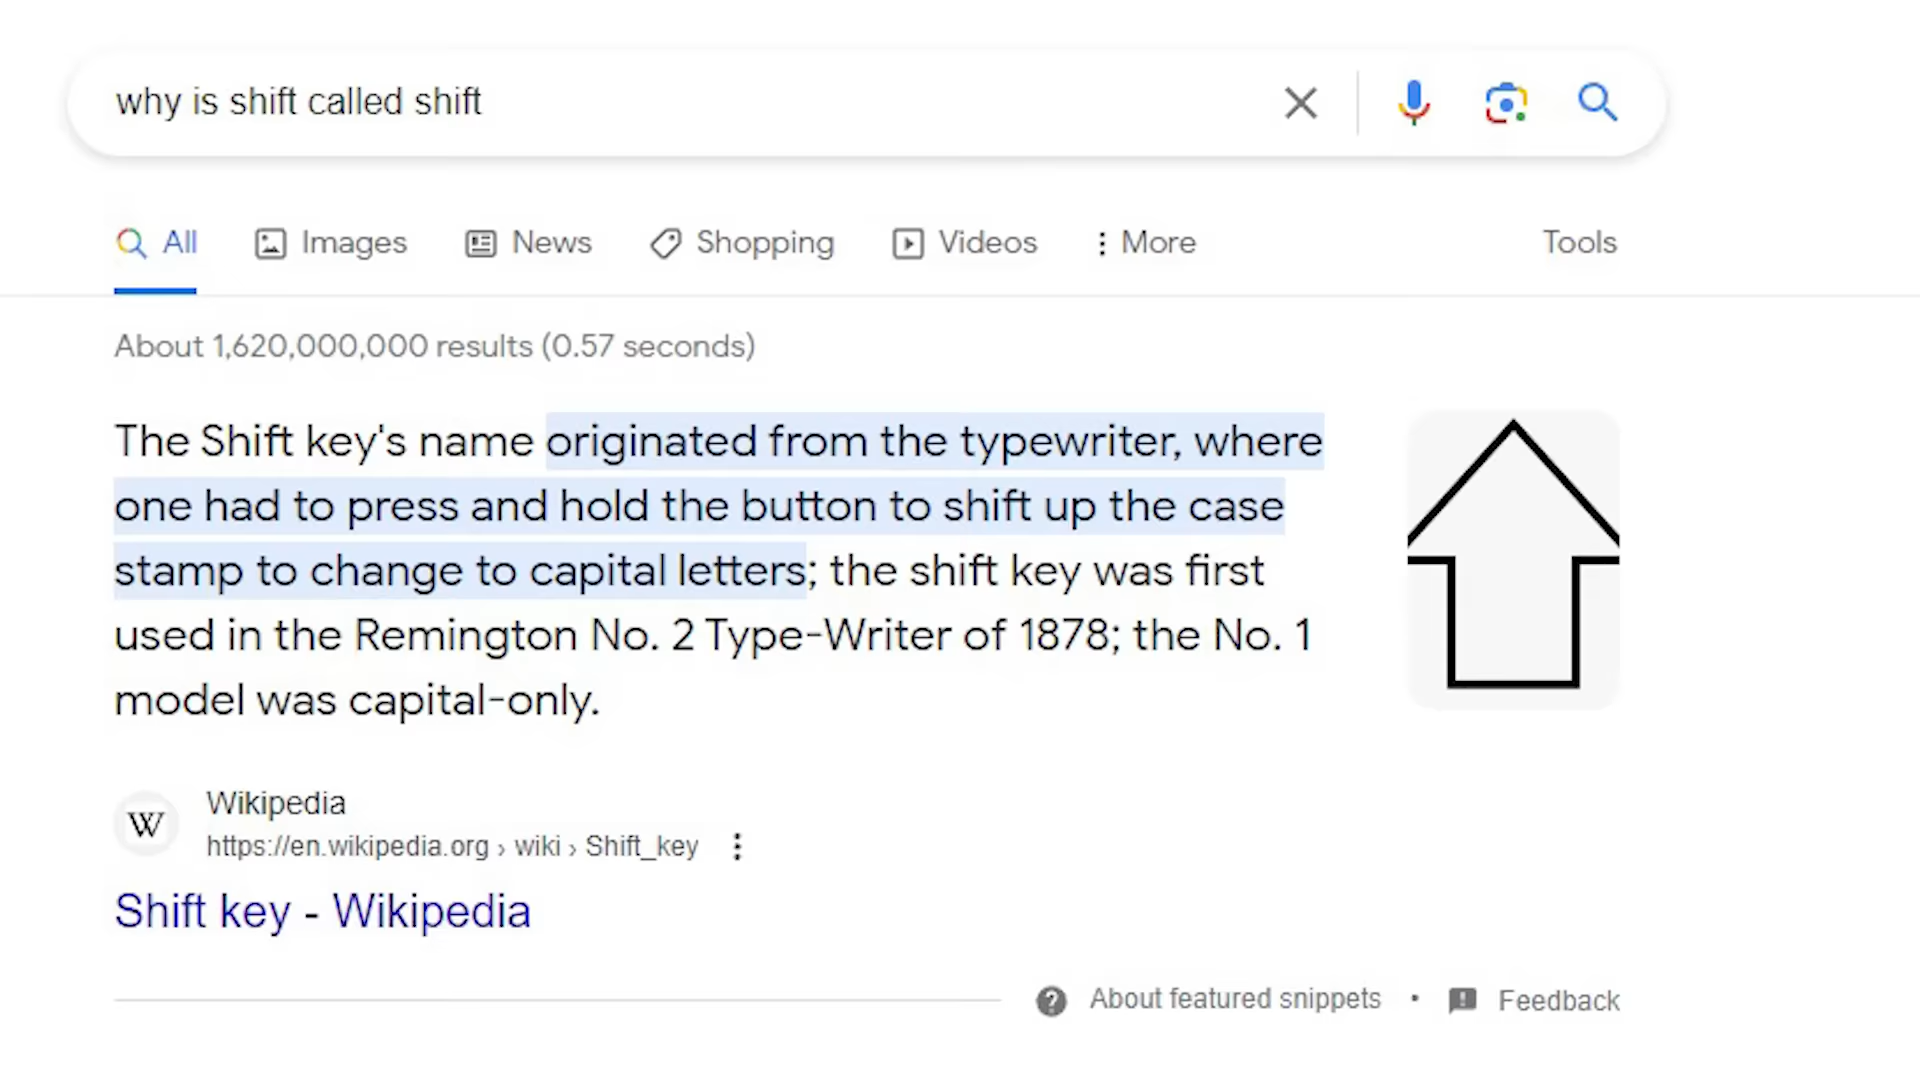 why is shift called shift
All Images News Shopping Videos More Tools
About 1,620,000,000 results (0.57 seconds)
The Shift key's name originated from the typewriter, where
one had to press and hold the button to shift up the case
stamp to change to capital letters; the shift key was first
used in the Remington No. 2 Type-Writer of 1878; the No. 1
model was capital-only.
W
Wikipedia
https://en.wikipedia.org › wiki › Shift_key
Shift key - Wikipedia
About featured snippets • Feedback